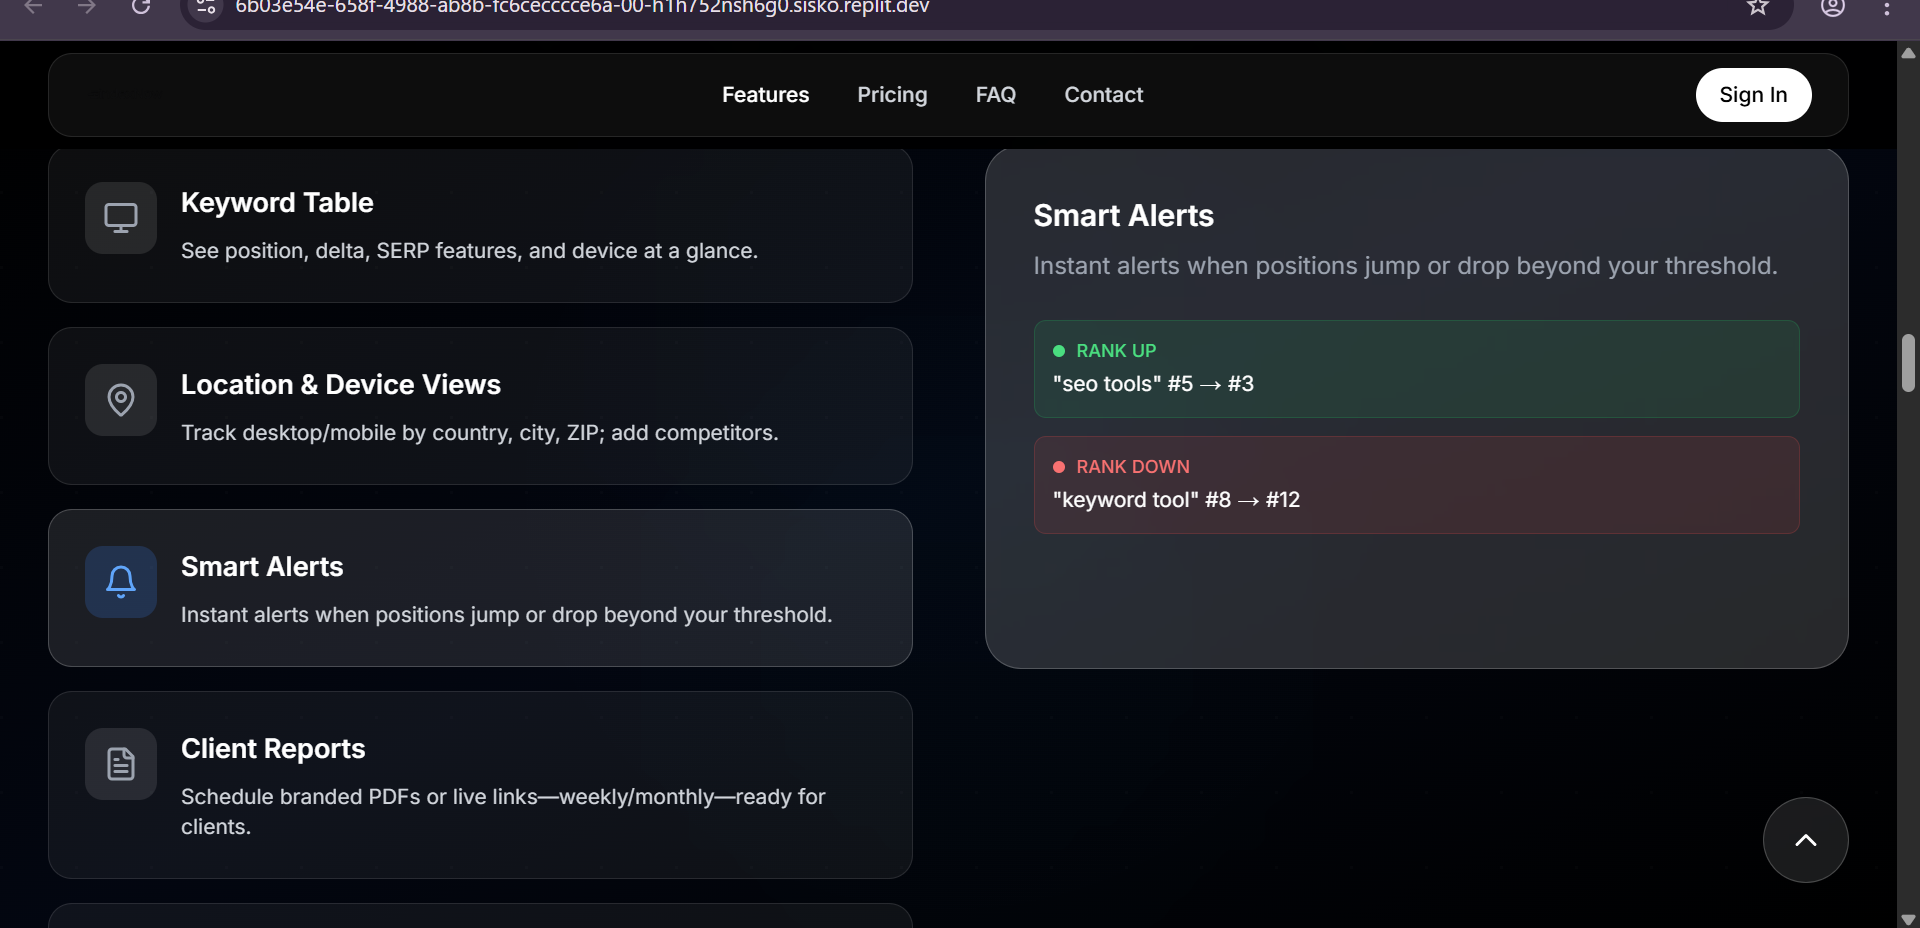 6b03e54e-658f-4988-ab8b-fc6cecccce6a-00-h1h752nsh6g0.sisko.replit.dev
Features
Pricing
FAQ
Contact
Sign In
Keyword Table
See position, delta, SERP features, and device at a glance.
Location & Device Views
Track desktop/mobile by country, city, ZIP; add competitors.
Smart Alerts
Instant alerts when positions jump or drop beyond your threshold.
Client Reports
Schedule branded PDFs or live links—weekly/monthly—ready for
clients.
Smart Alerts
Instant alerts when positions jump or drop beyond your threshold.
RANK UP
"seo tools" #5 → #3
RANK DOWN
"keyword tool" #8 → #12